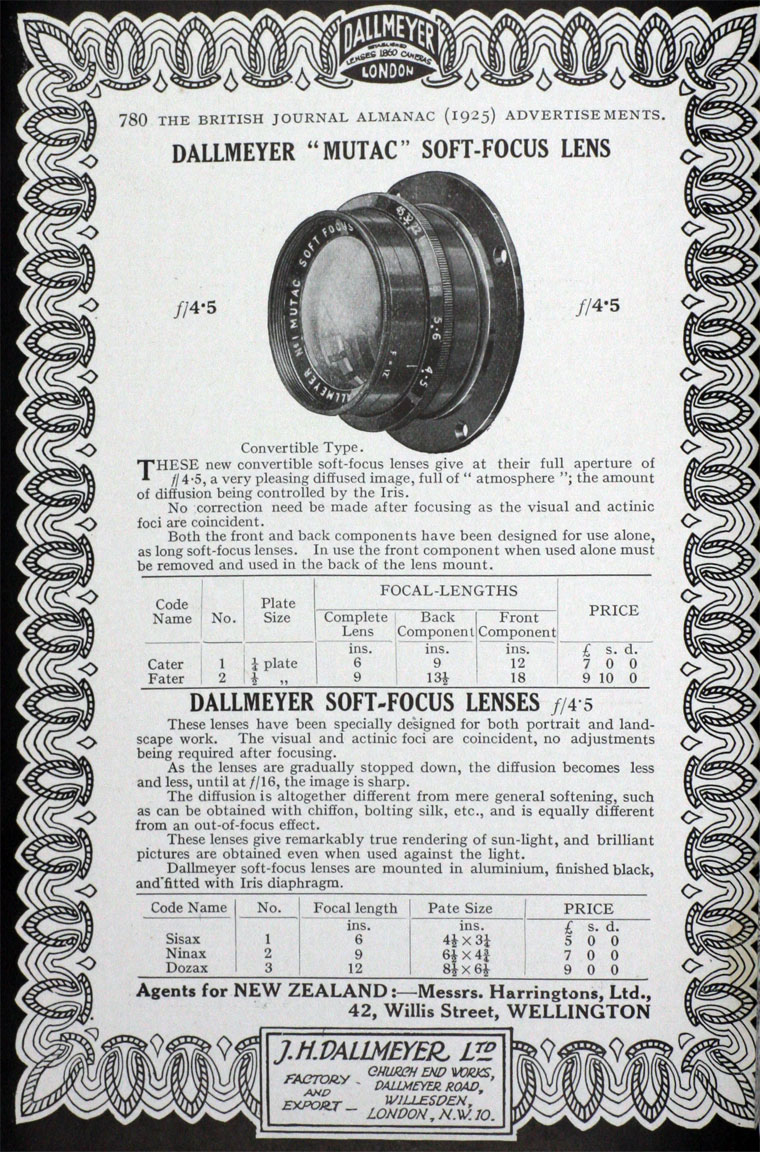 DALLMEYER
ESTABLISHED
LENSES 1860 CAMERAS
LONDON
780 THE BRITISH JOURNAL ALMANAC (1925) ADVERTISEMENTS.
DALLMEYER "MUTAC" SOFT-FOCUS LENS
f/4·5
f/4·5
DALLMEYER Nº1 MUTAC SOFT FOCUS
5.6
4.5
Convertible Type.
THESE new convertible soft-focus lenses give at their full aperture of
f/4·5, a very pleasing diffused image, full of " atmosphere "; the amount
of diffusion being controlled by the Iris.
No correction need be made after focusing as the visual and actinic
foci are coincident.
Both the front and back components have been designed for use alone,
as long soft-focus lenses. In use the front component when used alone must
be removed and used in the back of the lens mount.
Code Name No. Plate Size FOCAL-LENGTHS PRICE
Complete Lens Back Component Front Component
ins. ins. ins. £ s. d.
Cater 1 ¼ plate 6 9 12 7 0 0
Fater 2 ½ ,, 9 13½ 18 9 10 0
DALLMEYER SOFT-FOCUS LENSES f/4·5
These lenses have been specially designed for both portrait and land-
scape work. The visual and actinic foci are coincident, no adjustments
being required after focusing.
As the lenses are gradually stopped down, the diffusion becomes less
and less, until at f/16, the image is sharp.
The diffusion is altogether different from mere general softening, such
as can be obtained with chiffon, bolting silk, etc., and is equally different
from an out-of-focus effect.
These lenses give remarkably true rendering of sun-light, and brilliant
pictures are obtained even when used against the light.
Dallmeyer soft-focus lenses are mounted in aluminium, finished black,
and fitted with Iris diaphragm.
Code Name No. Focal length Pate Size PRICE
ins. ins. £ s. d.
Sisax 1 6 4½ × 3¼ 5 0 0
Ninax 2 9 6½ × 4¾ 7 0 0
Dozax 3 12 8½ × 6½ 9 0 0
Agents for NEW ZEALAND:—Messrs. Harringtons, Ltd.,
42, Willis Street, WELLINGTON
J.H.DALLMEYER LTD
FACTORY AND EXPORT —
CHURCH END WORKS,
DALLMEYER ROAD,
WILLESDEN,
LONDON, N.W.10.